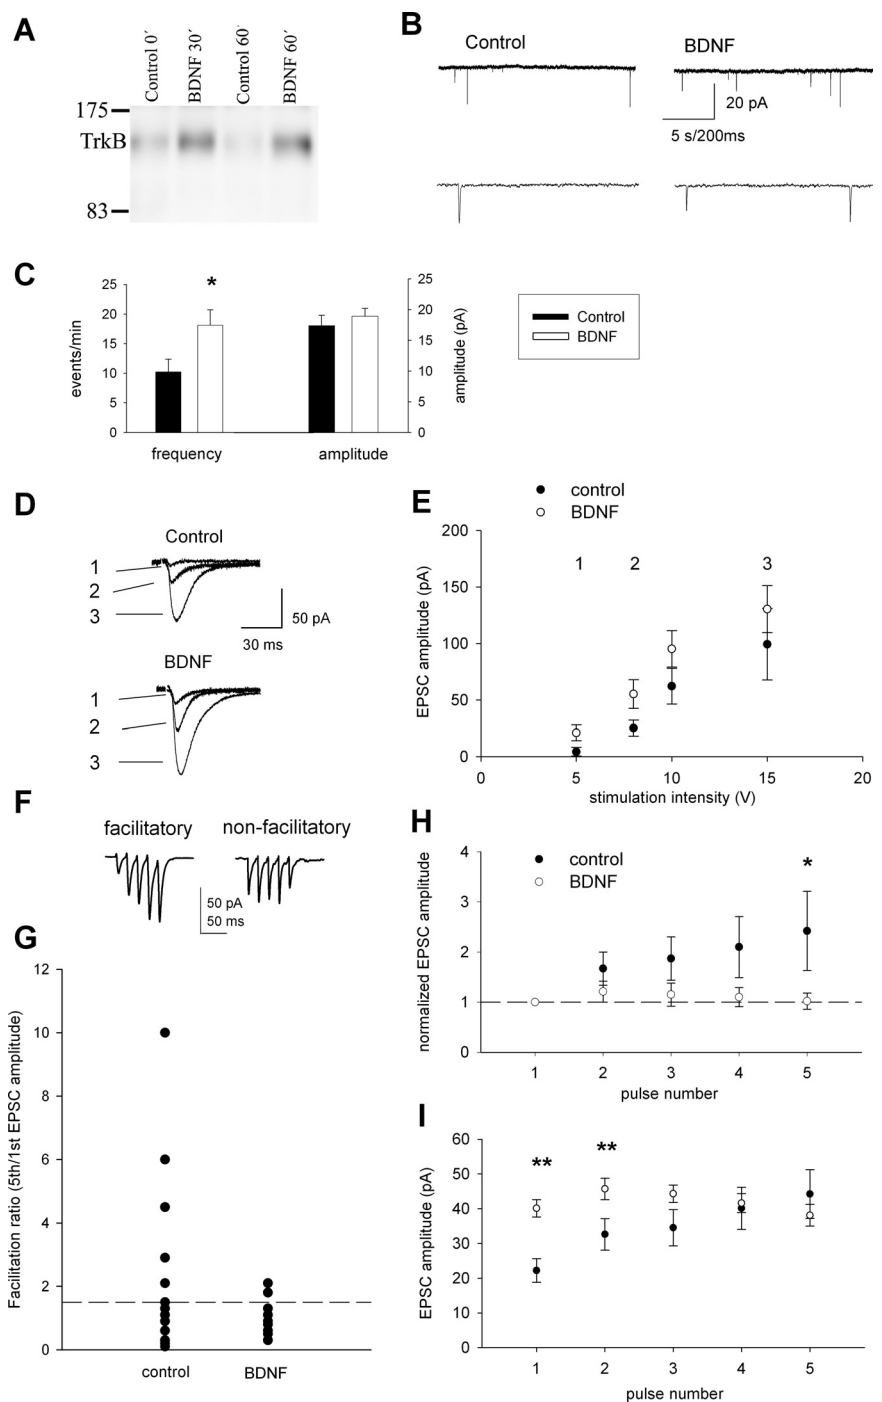 A
Control 0´
BDNF 30´
Control 60´
BDNF 60´
175
TrkB
83
B
Control
BDNF
20 pA
5 s/200ms
C
25
20
15
10
5
0
events/min
*
25
20
15
10
5
0
amplitude (pA)
frequency
amplitude
Control
BDNF
D
Control
1
2
3
50 pA
30 ms
BDNF
1
2
3
E
control
BDNF
200
150
100
50
0
EPSC amplitude (pA)
1
2
3
0
5
10
15
20
stimulation intensity (V)
F
facilitatory
non-facilitatory
50 pA
50 ms
G
12
10
8
6
4
2
0
Facilitation ratio (5th/1st EPSC amplitude)
control
BDNF
H
control
BDNF
4
3
2
1
0
normalized EPSC amplitude
*
1
2
3
4
5
pulse number
I
60
50
40
30
20
10
0
EPSC amplitude (pA)
**
**
1
2
3
4
5
pulse number